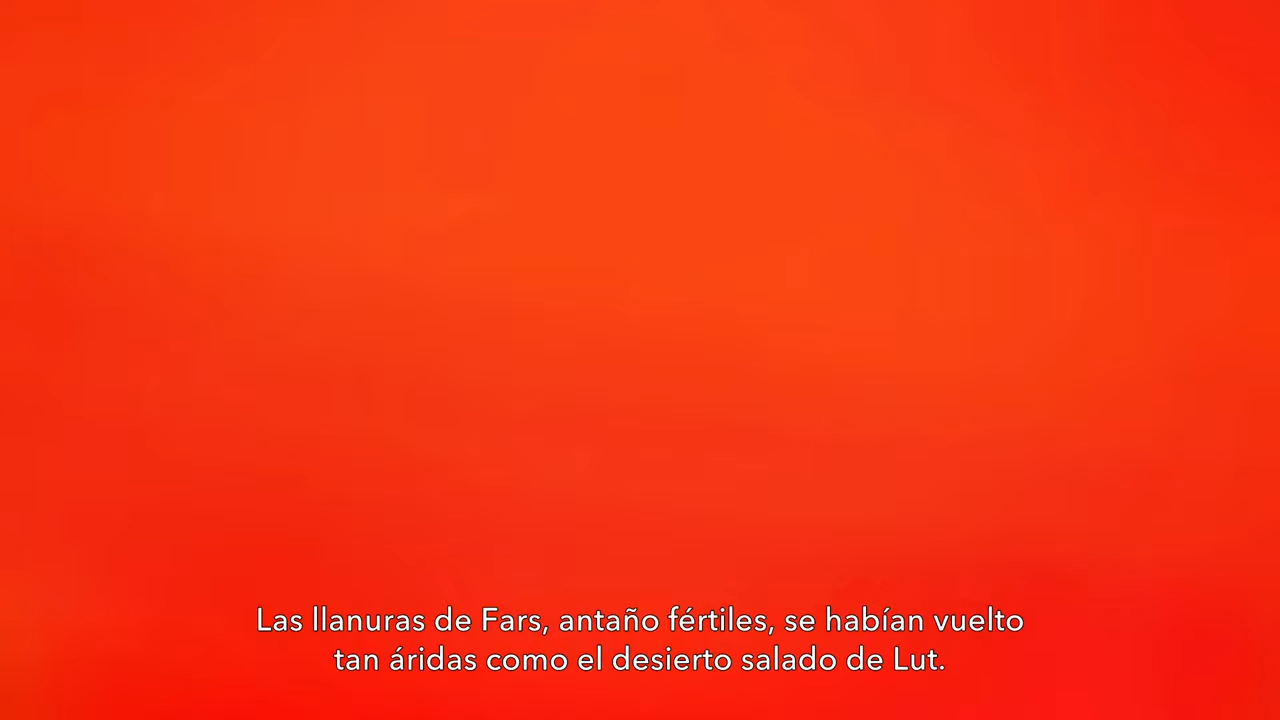 Las llanuras de Fars, antaño fértiles, se habían vuelto
tan áridas como el desierto salado de Lut.